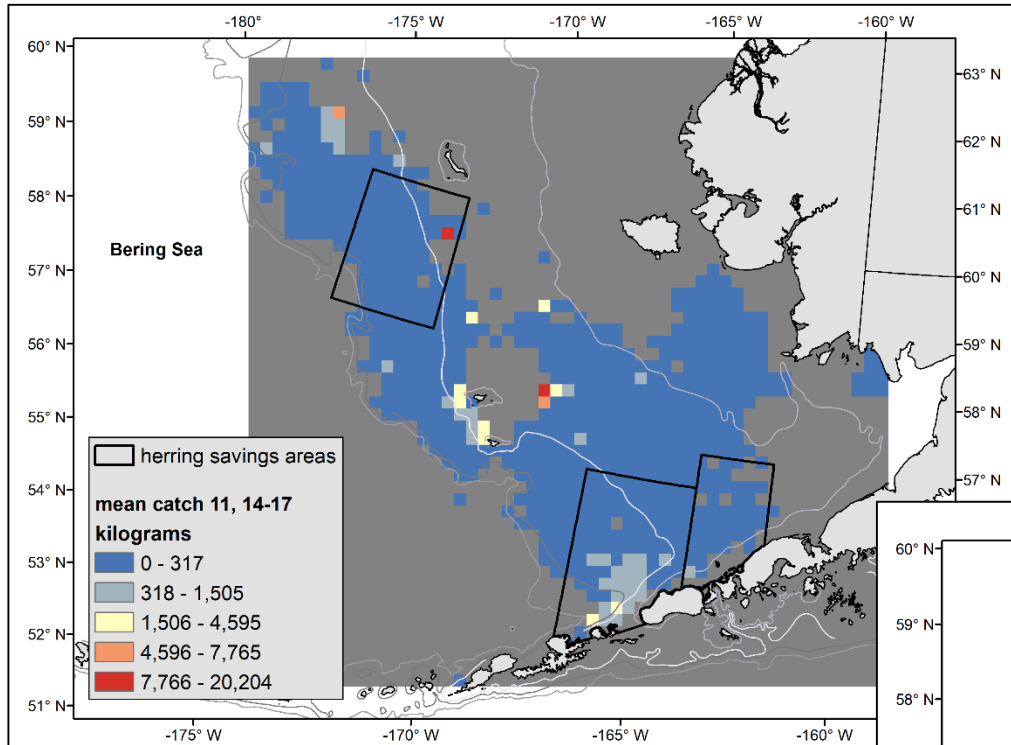 -180° -175° W -170° W -165° W -160° W
60° N
59° N
58° N
57° N
56° N
55° N
54° N
53° N
52° N
51° N
63° N
62° N
61° N
60° N
59° N
58° N
57° N
Bering Sea
herring savings areas
mean catch 11, 14-17
kilograms
0 - 317
318 - 1,505
1,506 - 4,595
4,596 - 7,765
7,766 - 20,204
60° N
59° N
58° N
-175° W -170° W -165° W -160° W